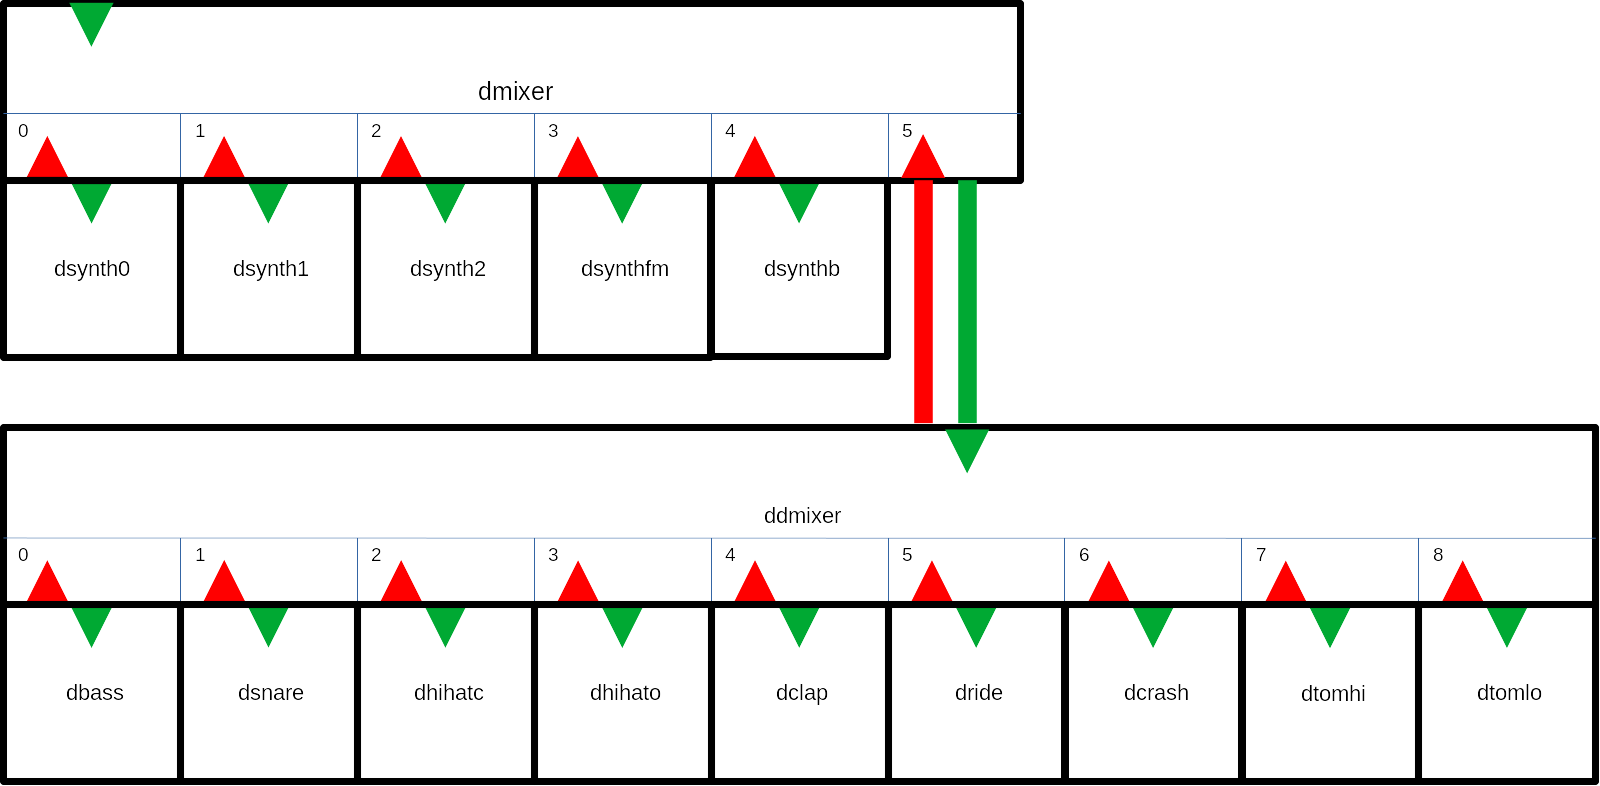 dmixer
0 1 2 3 4 5
dsynth0 dsynth1 dsynth2 dsynthfm dsynthb
ddmixer
0 1 2 3 4 5 6 7 8
dbass dsnare dhihatc dhihato dclap dride dcrash dtomhi dtomlo